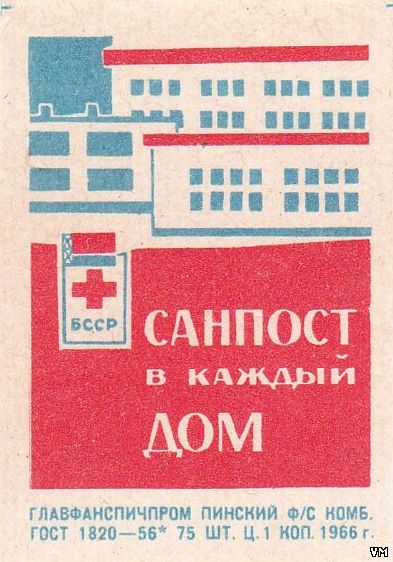 БССР
САНПОСТ
В КАЖДЫЙ
ДОМ
ГЛАВФАНСПИЧПРОМ ПИНСКИЙ Ф/С КОМБ.
ГОСТ 1820—56* 75 ШТ. Ц. 1 КОП. 1966 г.
VM